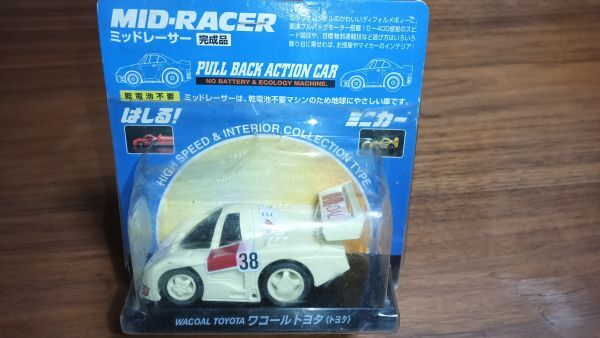 MID-RACER
ミッドレーサー 完成品
ミッドレーサーは、乾電池不要マシンのため地球にやさしい車です。
PULL BACK ACTION CAR
NO BATTERY & ECOLOGY MACHINE.
乾電池不要
はしる!
ミニカー
HIGH SPEED & INTERIOR COLLECTION TYPE
38
WACOAL TOYOTA ワコールトヨタ (トヨタ)